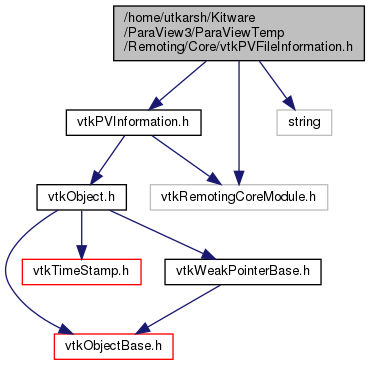 /home/utkarsh/Kitware
/ParaView3/ParaViewTemp
/Remoting/Core/vtkPVFileInformation.h
vtkPVInformation.h
string
vtkObject.h
vtkRemotingCoreModule.h
vtkTimeStamp.h
vtkWeakPointerBase.h
vtkObjectBase.h